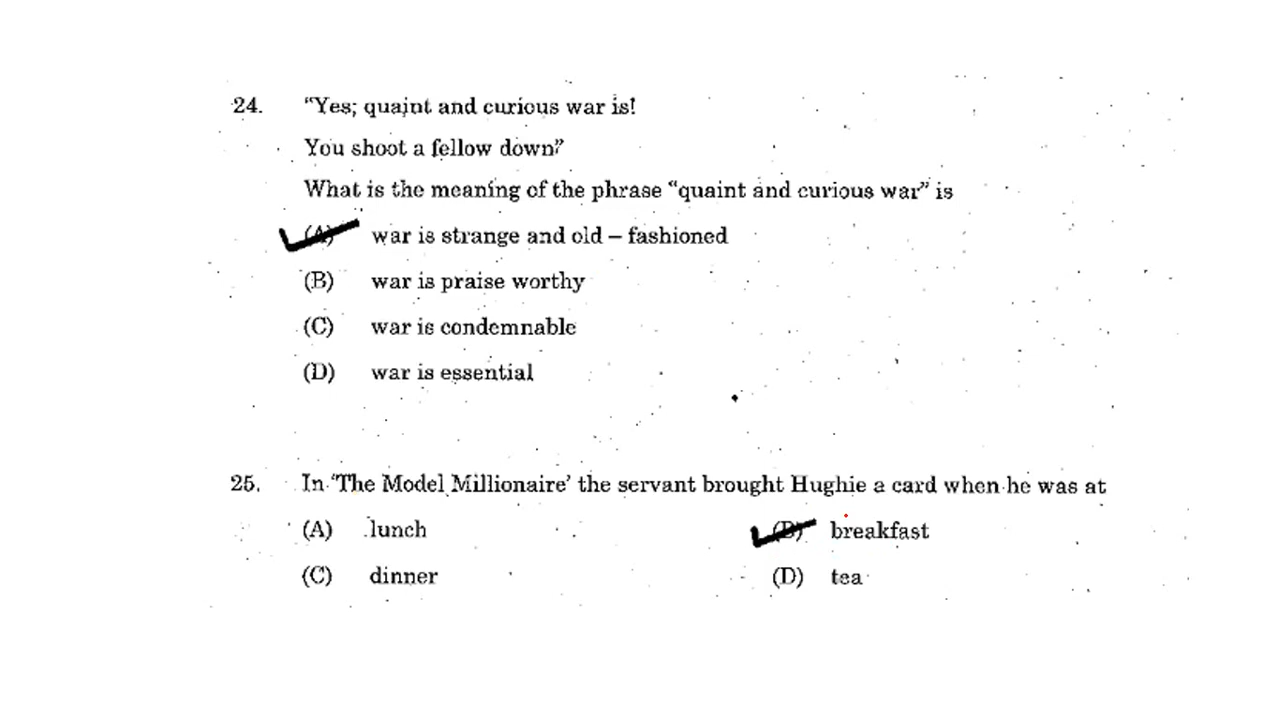 24. "Yes; quaint and curious war is!
You shoot a fellow down"
What is the meaning of the phrase "quaint and curious war" is
(A) war is strange and old – fashioned
(B) war is praise worthy
(C) war is condemnable
(D) war is essential
25. In 'The Model Millionaire' the servant brought Hughie a card when he was at
(A) lunch (B) breakfast
(C) dinner (D) tea